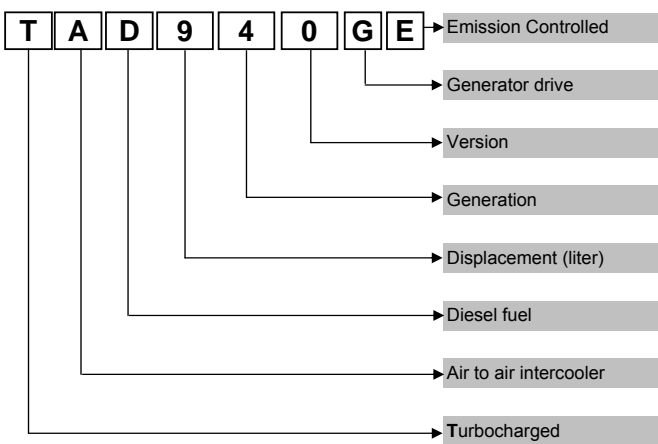 T A D 9 4 0 G E
Emission Controlled
Generator drive
Version
Generation
Displacement (liter)
Diesel fuel
Air to air intercooler
Turbocharged